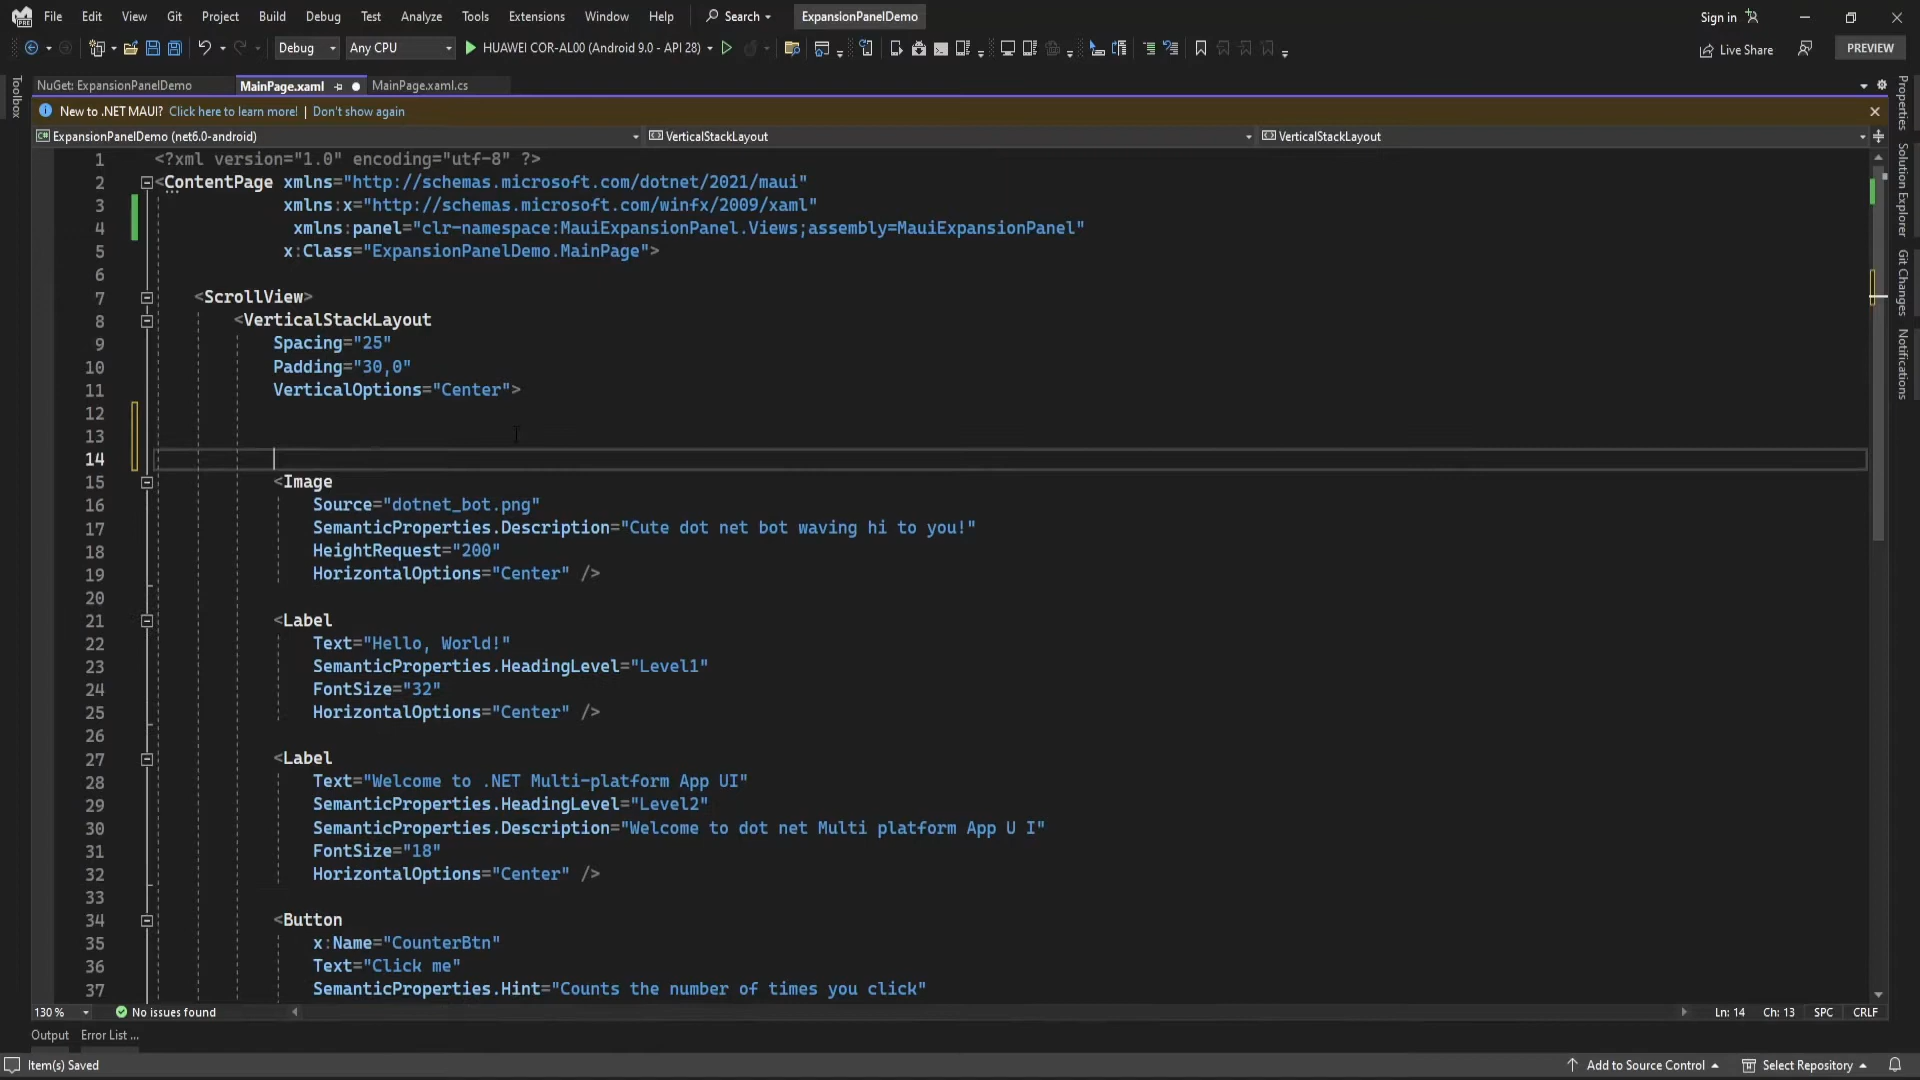 File Edit View Git Project Build Debug Test Analyze Tools Extensions Window Help Search ExpansionPanelDemo Sign in
Debug Any CPU HUAWEI COR-AL00 (Android 9.0 - API 28) Live Share PREVIEW
NuGet: ExpansionPanelDemo MainPage.xaml MainPage.xaml.cs
New to .NET MAUI? Click here to learn more! | Don't show again
ExpansionPanelDemo (net6.0-android) VerticalStackLayout VerticalStackLayout
Toolbox
Properties
Solution Explorer
Git Changes
Notifications
1 <?xml version="1.0" encoding="utf-8" ?>
2 <ContentPage xmlns="http://schemas.microsoft.com/dotnet/2021/maui"
3 xmlns:x="http://schemas.microsoft.com/winfx/2009/xaml"
4 xmlns:panel="clr-namespace:MauiExpansionPanel.Views;assembly=MauiExpansionPanel"
5 x:Class="ExpansionPanelDemo.MainPage">
6
7 <ScrollView>
8 <VerticalStackLayout
9 Spacing="25"
10 Padding="30,0"
11 VerticalOptions="Center">
12
13
14
15 <Image
16 Source="dotnet_bot.png"
17 SemanticProperties.Description="Cute dot net bot waving hi to you!"
18 HeightRequest="200"
19 HorizontalOptions="Center" />
20
21 <Label
22 Text="Hello, World!"
23 SemanticProperties.HeadingLevel="Level1"
24 FontSize="32"
25 HorizontalOptions="Center" />
26
27 <Label
28 Text="Welcome to .NET Multi-platform App UI"
29 SemanticProperties.HeadingLevel="Level2"
30 SemanticProperties.Description="Welcome to dot net Multi platform App U I"
31 FontSize="18"
32 HorizontalOptions="Center" />
33
34 <Button
35 x:Name="CounterBtn"
36 Text="Click me"
37 SemanticProperties.Hint="Counts the number of times you click"
130 % No issues found Ln: 14 Ch: 13 SPC CRLF
Output Error List ...
Item(s) Saved Add to Source Control Select Repository